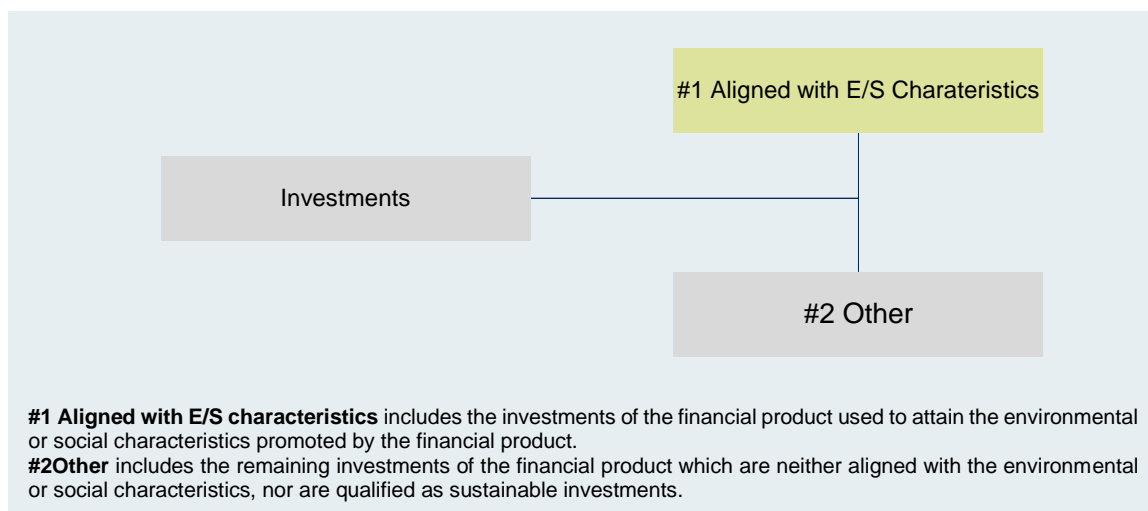 #1 Aligned with E/S Charateristics
Investments
#2 Other
#1 Aligned with E/S characteristics includes the investments of the financial product used to attain the environmental
or social characteristics promoted by the financial product.
#2Other includes the remaining investments of the financial product which are neither aligned with the environmental
or social characteristics, nor are qualified as sustainable investments.